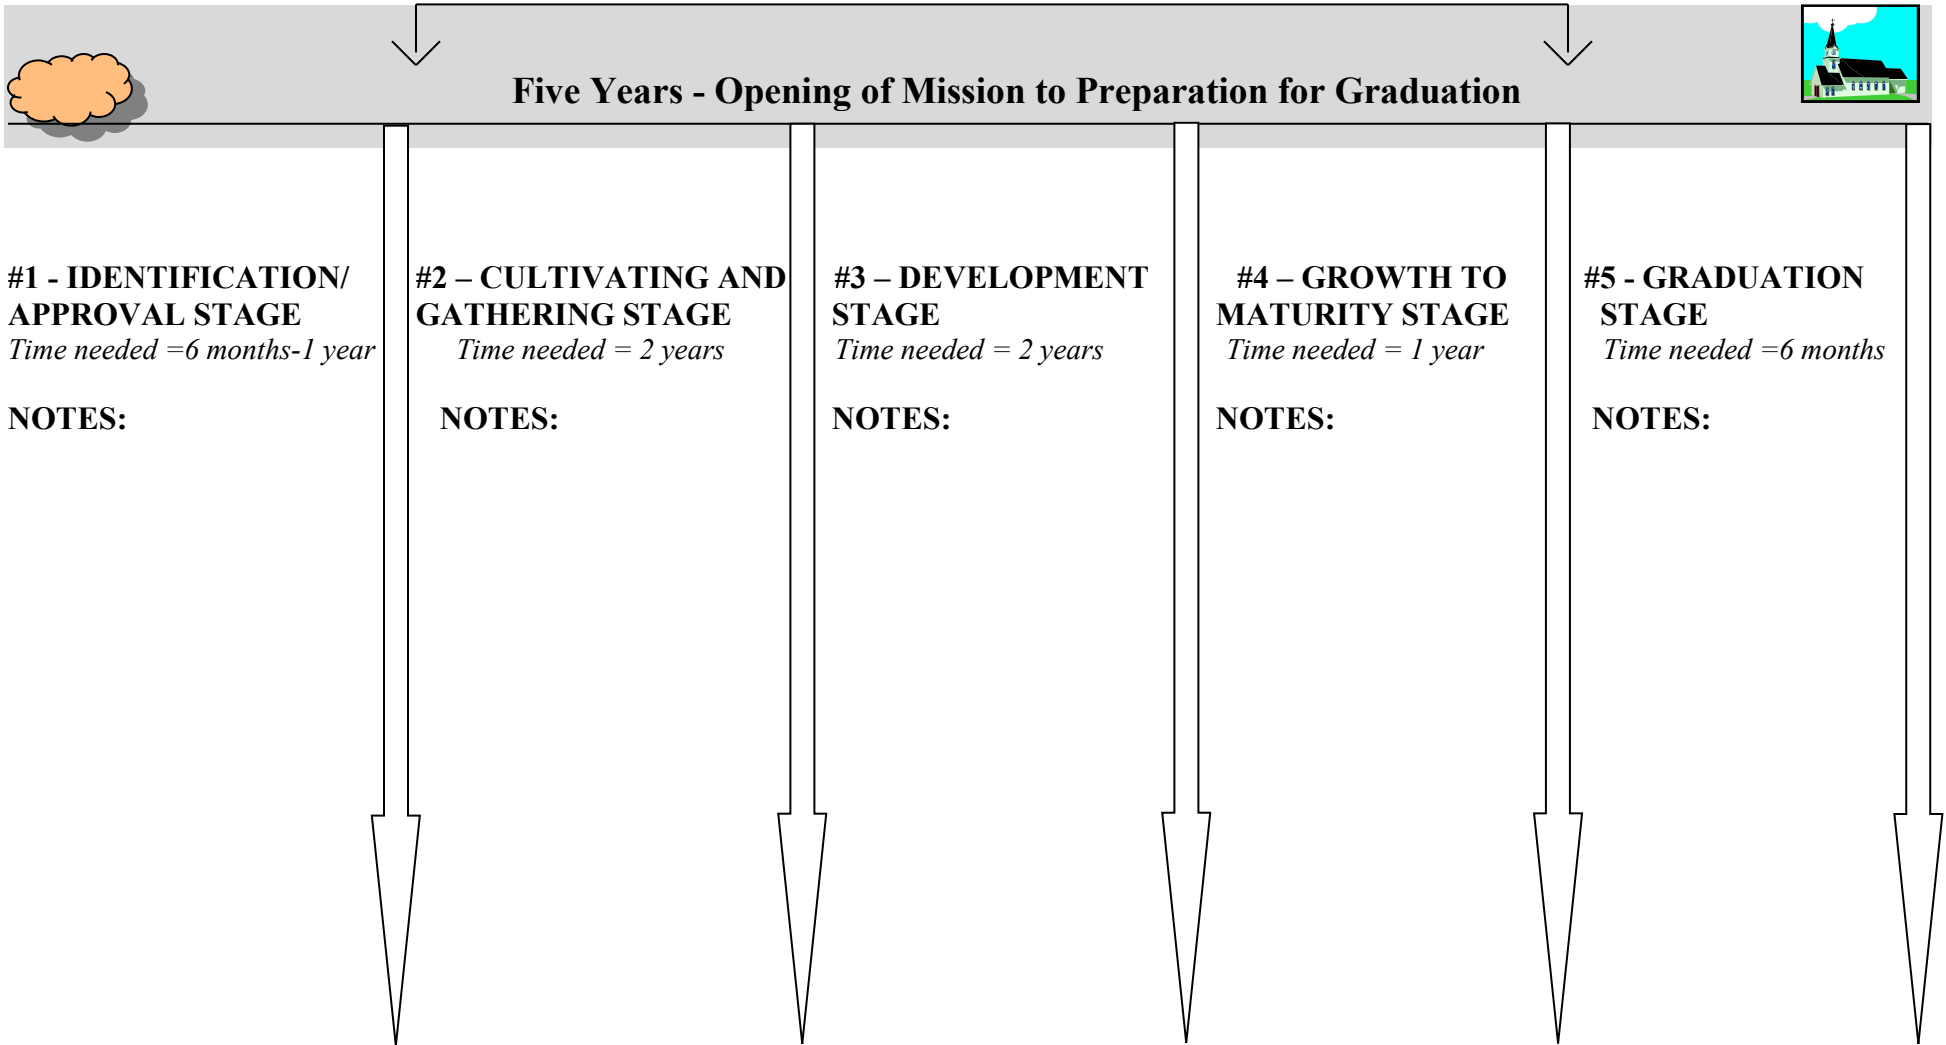 Five Years - Opening of Mission to Preparation for Graduation
#1 - IDENTIFICATION/
APPROVAL STAGE
Time needed =6 months-1 year
NOTES:
#2 – CULTIVATING AND
GATHERING STAGE
Time needed = 2 years
NOTES:
#3 – DEVELOPMENT
STAGE
Time needed = 2 years
NOTES:
#4 – GROWTH TO
MATURITY STAGE
Time needed = 1 year
NOTES:
#5 - GRADUATION
STAGE
Time needed =6 months
NOTES: